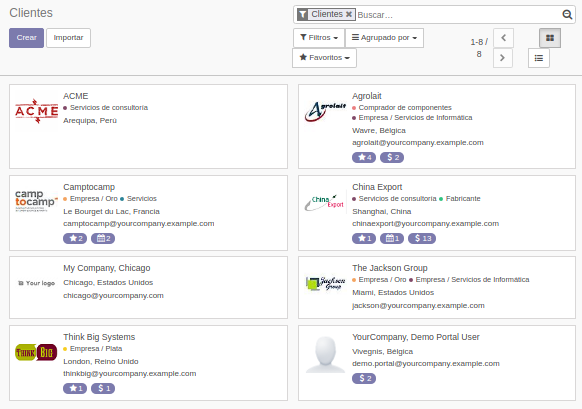 Clientes
Clientes ✖ Buscar...
Crear Importar
Filtros Agrupado por
Favoritos
1-8 /
8
ACME
ACME
Servicios de consultoría
Arequipa, Perú
Agrolait
Agrolait
Comprador de componentes
Empresa / Servicios de Informática
Wavre, Bélgica
agrolait@yourcompany.example.com
4 $ 2
camp
tocamp
Camptocamp
Empresa / Oro Servicios
Le Bourget du Lac, Francia
camptocamp@yourcompany.example.com
2 2
China
Export
China Export
Servicios de consultoría Fabricante
Shanghai, China
chinaexport@yourcompany.example.com
1 1 $ 13
Your logo
My Company, Chicago
Chicago, Estados Unidos
chicago@yourcompany.com
Jackson
Group
The Jackson Group
Empresa / Oro Empresa / Servicios de Informática
Miami, Estados Unidos
jackson@yourcompany.example.com
THINK BIG
Think Big Systems
Empresa / Plata
London, Reino Unido
thinkbig@yourcompany.example.com
1 $ 1
YourCompany, Demo Portal User
Vivegnis, Bélgica
demo.portal@yourcompany.example.com
$ 2